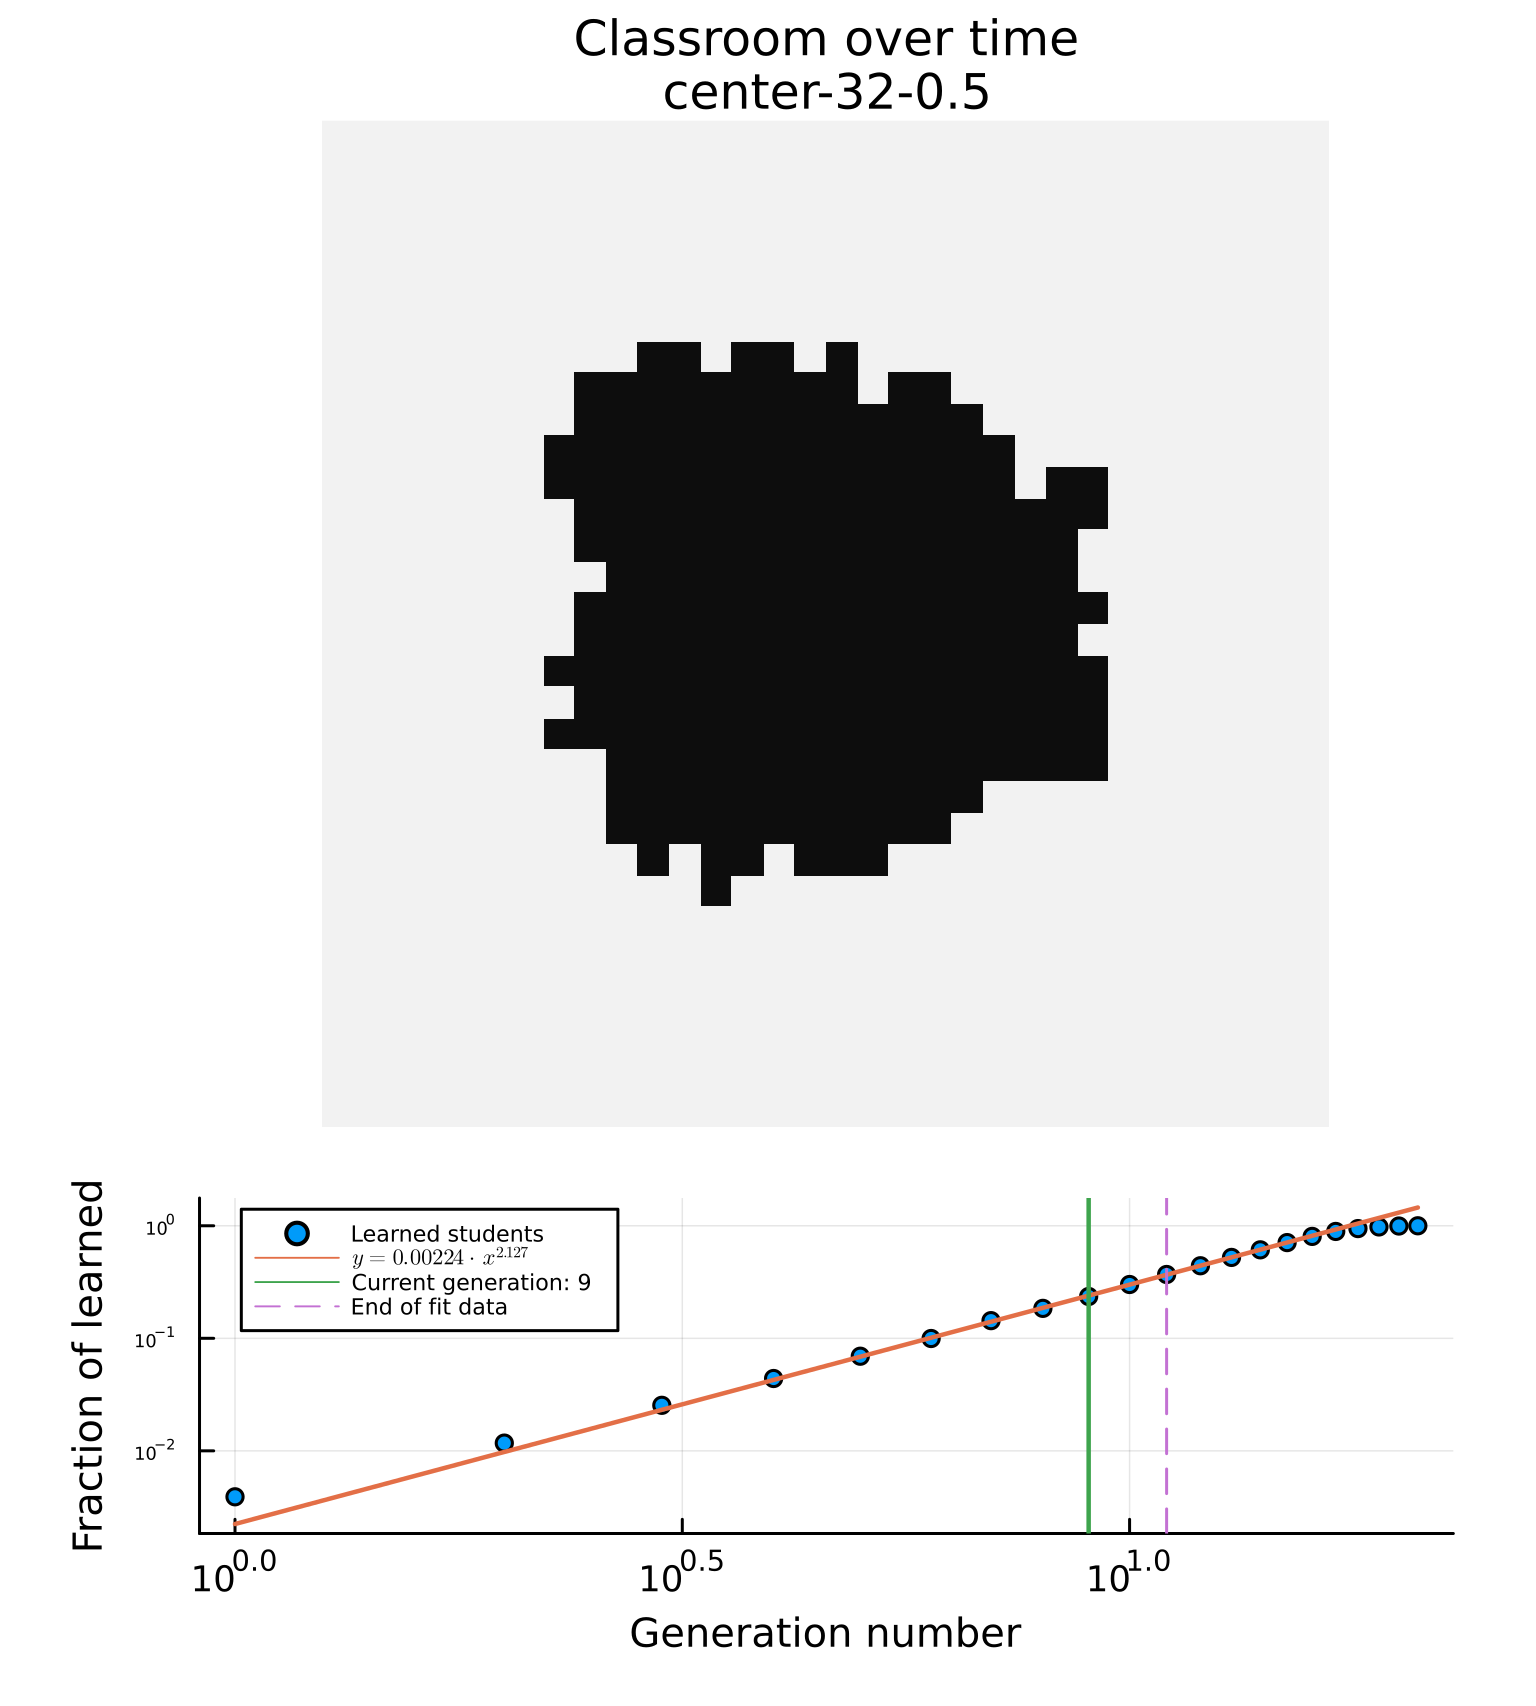 Classroom over time
center-32-0.5
Fraction of learned
10⁰
10⁻¹
10⁻²
Learned students
y = 0.00224 · x^2.127
Current generation: 9
End of fit data
10^0.0 10^0.5 10^1.0
Generation number